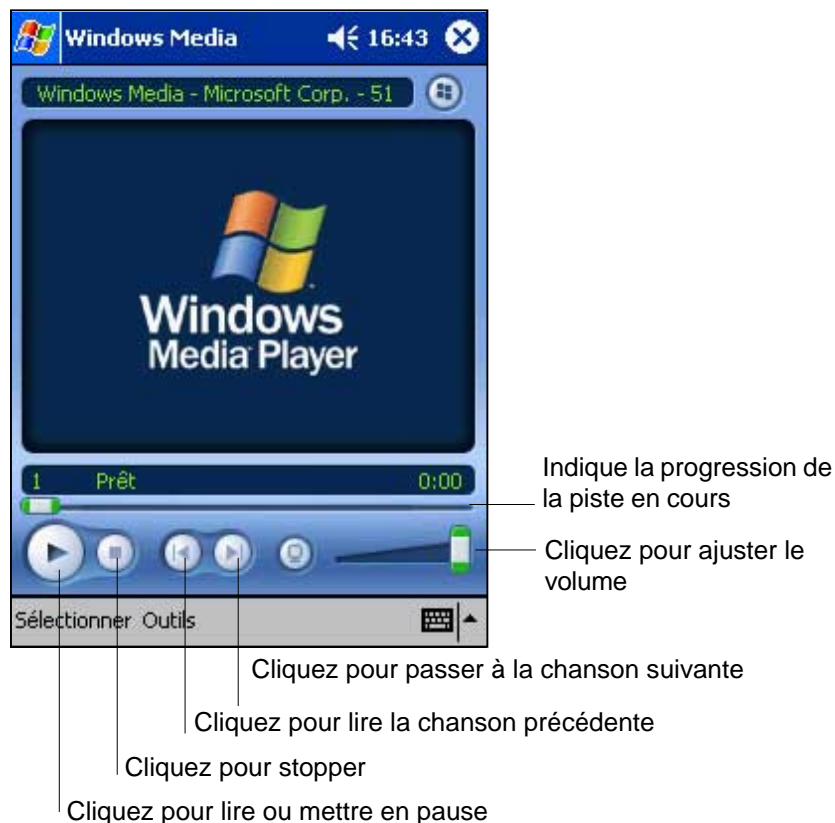 Windows Media 16:43
Windows Media - Microsoft Corp. - 51
Windows
Media Player
1 Prêt 0:00
Indique la progression de
la piste en cours
Cliquez pour ajuster le
volume
Sélectionner Outils
Cliquez pour passer à la chanson suivante
Cliquez pour lire la chanson précédente
Cliquez pour stopper
Cliquez pour lire ou mettre en pause